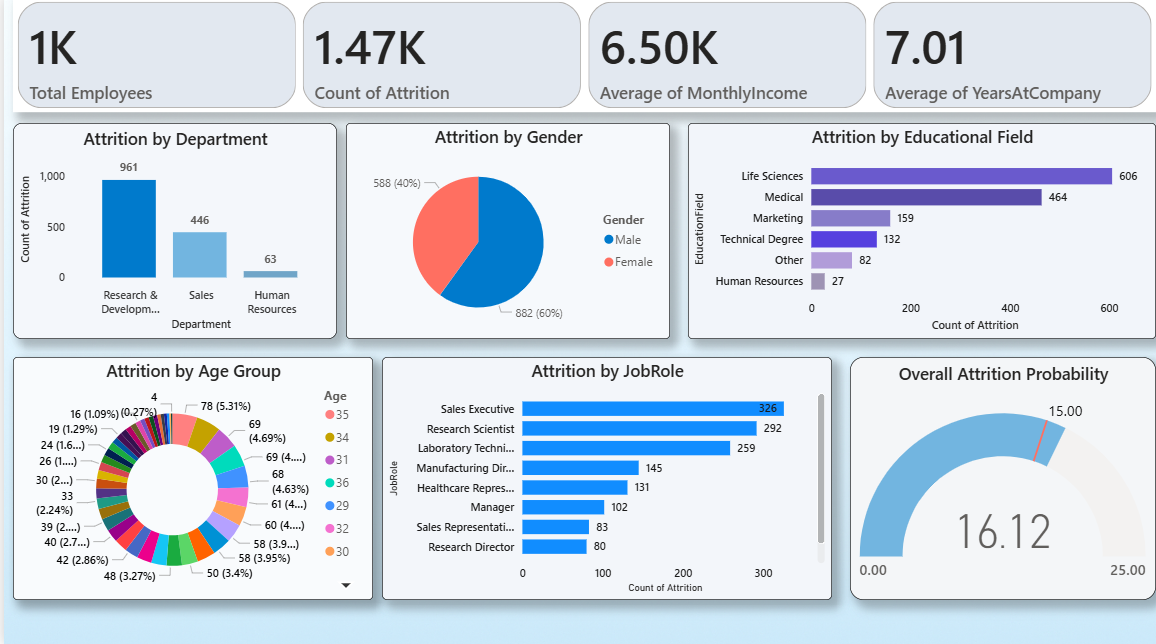 1K
Total Employees
1.47K
Count of Attrition
6.50K
Average of MonthlyIncome
7.01
Average of YearsAtCompany
Attrition by Department
Count of Attrition
1,000
500
0
961
446
63
Research &
Developm...
Sales
Human
Resources
Department
Attrition by Gender
588 (40%)
882 (60%)
Gender
Male
Female
Attrition by Educational Field
EducationField
Life Sciences 606
Medical 464
Marketing 159
Technical Degree 132
Other 82
Human Resources 27
0 200 400 600
Count of Attrition
Attrition by Age Group
4
(0.27%)
78 (5.31%)
69
(4.69%)
69 (4....)
68
(4.63%)
61 (4...)
60 (4....)
58 (3.9...)
58 (3.95%)
50 (3.4%)
48 (3.27%)
42 (2.86%)
40 (2.7...)
39 (2....)
33
(2.24%)
30 (2...)
26 (1....)
24 (1.6...)
19 (1.29%)
16 (1.09%)
Age
35
34
31
36
29
32
30
Attrition by JobRole
JobRole
Sales Executive 326
Research Scientist 292
Laboratory Techni... 259
Manufacturing Dir... 145
Healthcare Repres... 131
Manager 102
Sales Representati... 83
Research Director 80
0 100 200 300
Count of Attrition
Overall Attrition Probability
15.00
16.12
0.00
25.00